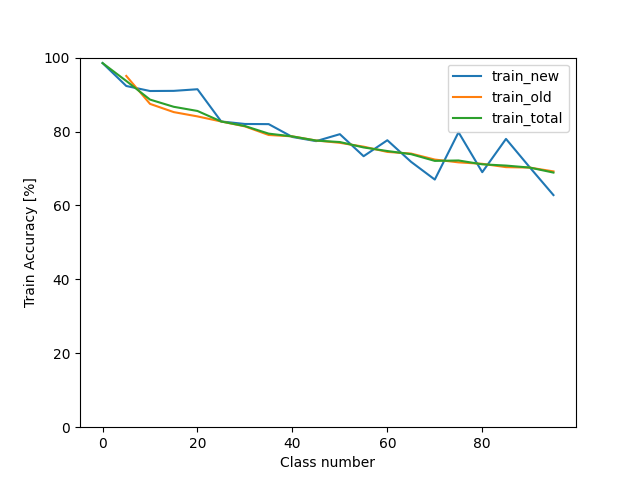 100
80
60
40
20
0
Train Accuracy [%]
train_new
train_old
train_total
0 20 40 60 80
Class number